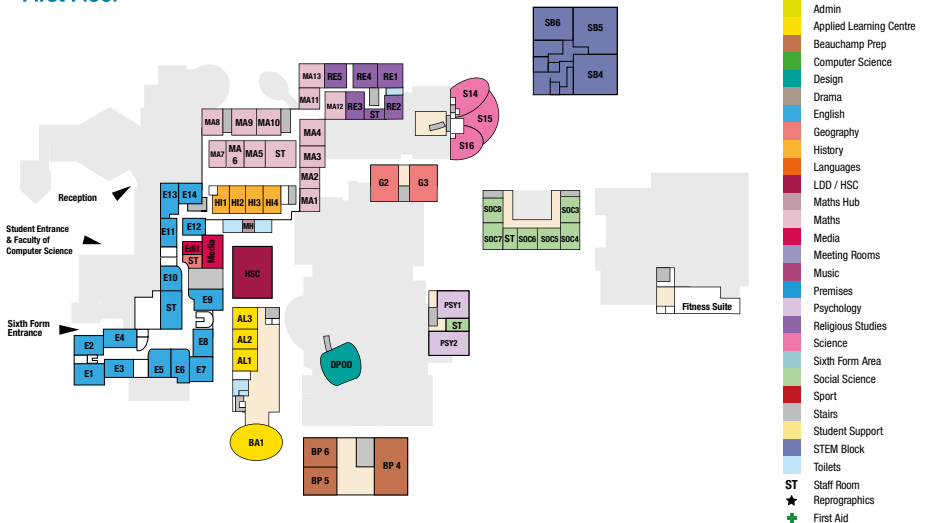 First Floor
SB6
SB5
SB4
MA13
RE5
RE4
RE1
MA11
MA12
RE3
RE2
ST
S14
S15
S16
MA8
MA9
MA10
MA4
MA7
MA
6
MA5
ST
MA3
MA2
MA1
G2
G3
Reception
E13
E14
HI1
HI2
HI3
HI4
SOC8
SOC3
SOC7
ST
SOC6
SOC5
SOC4
Student Entrance
& Faculty of
Computer Science
E11
E12
MH
Edit
ST
Media
HSC
E10
E9
ST
Fitness Suite
Sixth Form
Entrance
AL3
AL2
AL1
PSY1
ST
PSY2
E2
E4
E8
E1
E3
E5
E6
E7
DPOD
BA1
BP 6
BP 5
BP 4
Admin
Applied Learning Centre
Beauchamp Prep
Computer Science
Design
Drama
English
Geography
History
Languages
LDD / HSC
Maths Hub
Maths
Media
Meeting Rooms
Music
Premises
Psychology
Religious Studies
Science
Sixth Form Area
Social Science
Sport
Stairs
Student Support
STEM Block
Toilets
ST Staff Room
Reprographics
First Aid